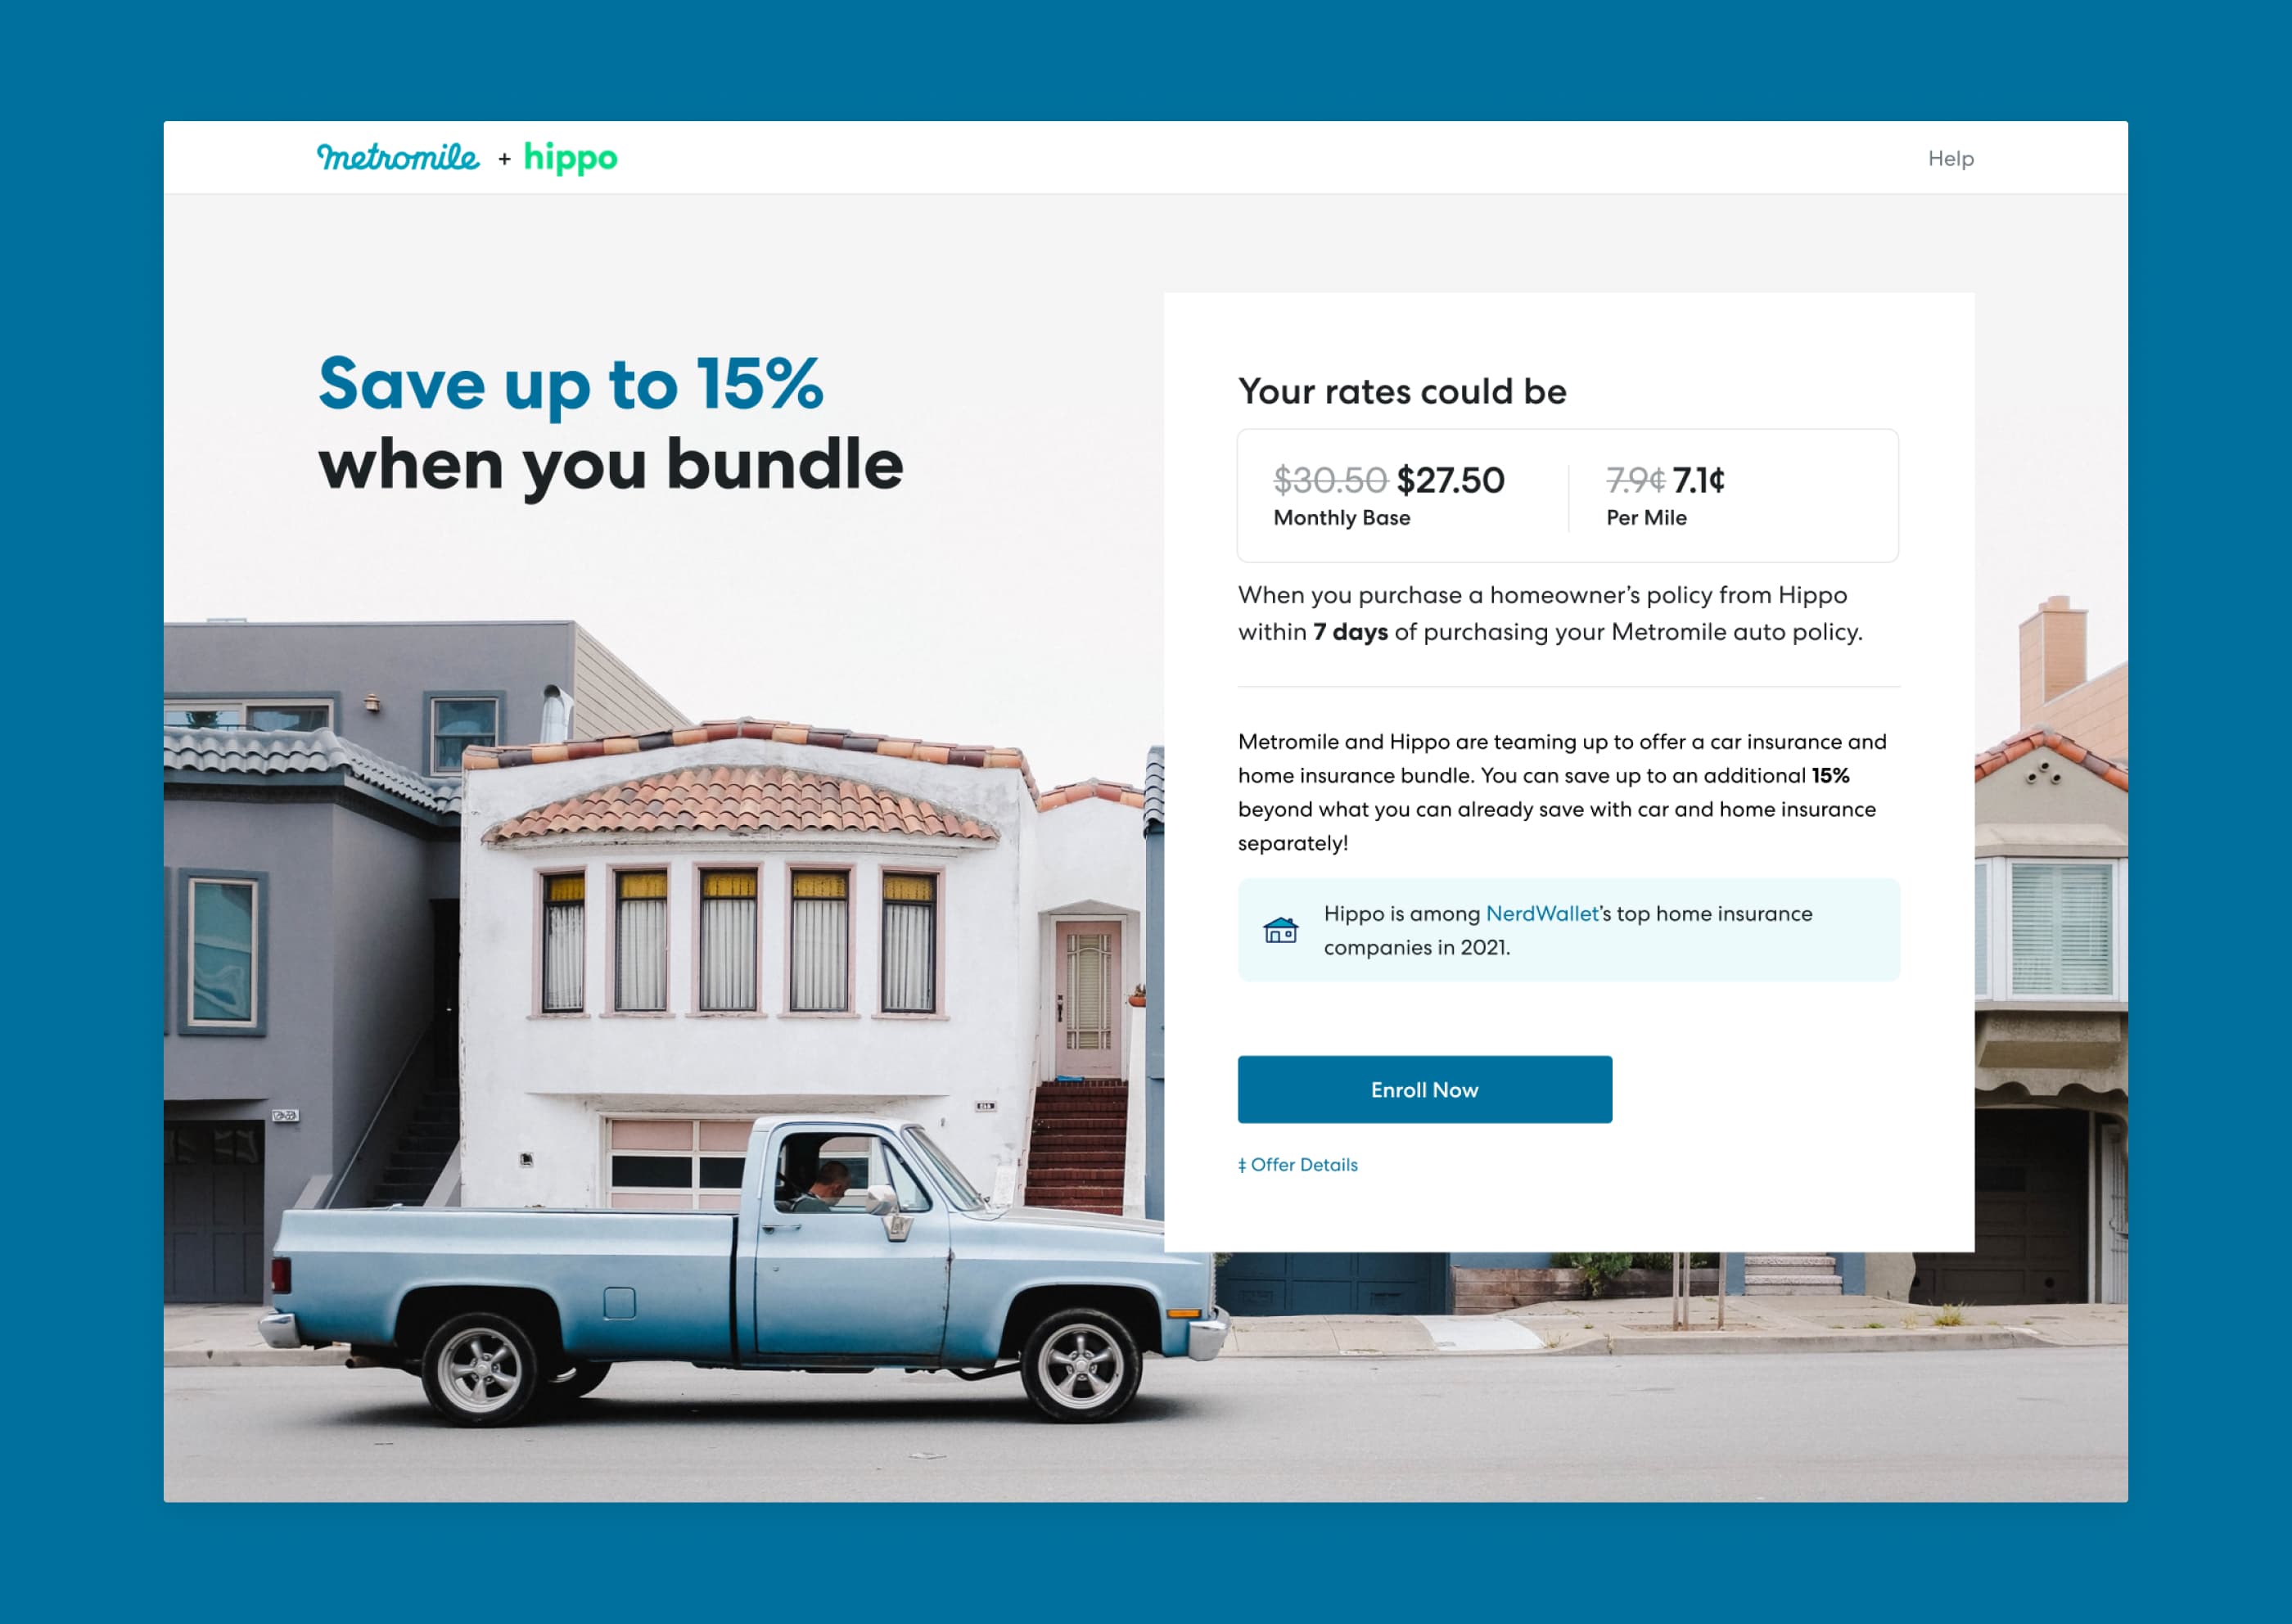 metromile + hippo
Help
Save up to 15%
when you bundle
Your rates could be
$30.50 $27.50
Monthly Base
7.9¢ 7.1¢
Per Mile
When you purchase a homeowner’s policy from Hippo
within 7 days of purchasing your Metromile auto policy.
Metromile and Hippo are teaming up to offer a car insurance and
home insurance bundle. You can save up to an additional 15%
beyond what you can already save with car and home insurance
separately!
Hippo is among NerdWallet’s top home insurance
companies in 2021.
Enroll Now
‡ Offer Details